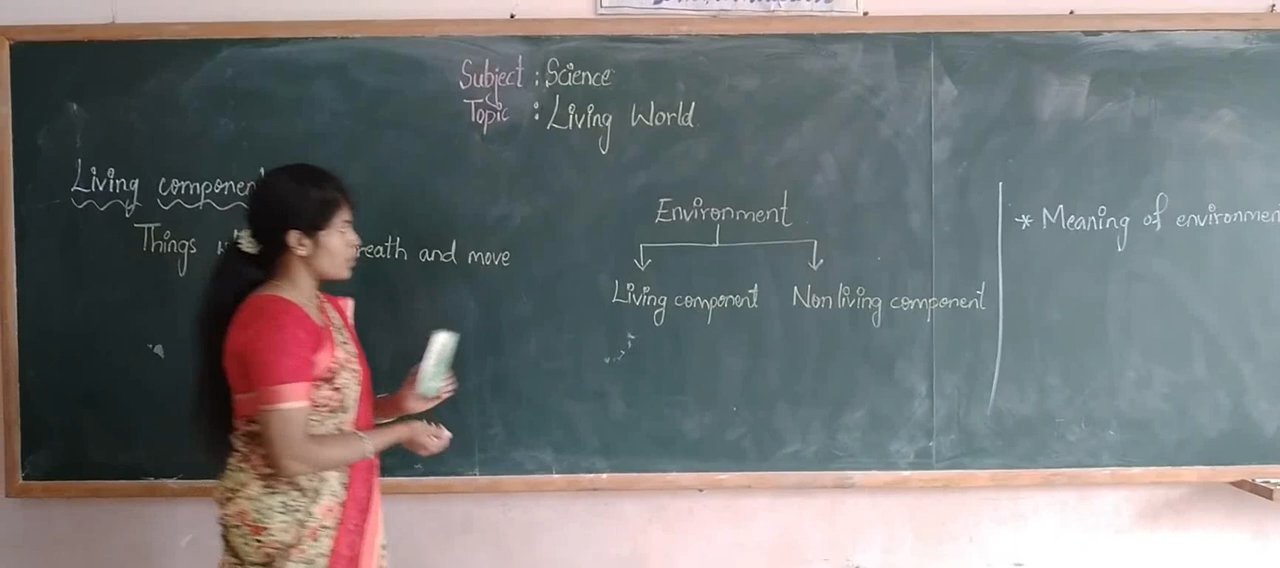 Subject : Science
Topic : Living World
Living componen
Things reath and move
Environment
Living component Non living component
* Meaning of environmen